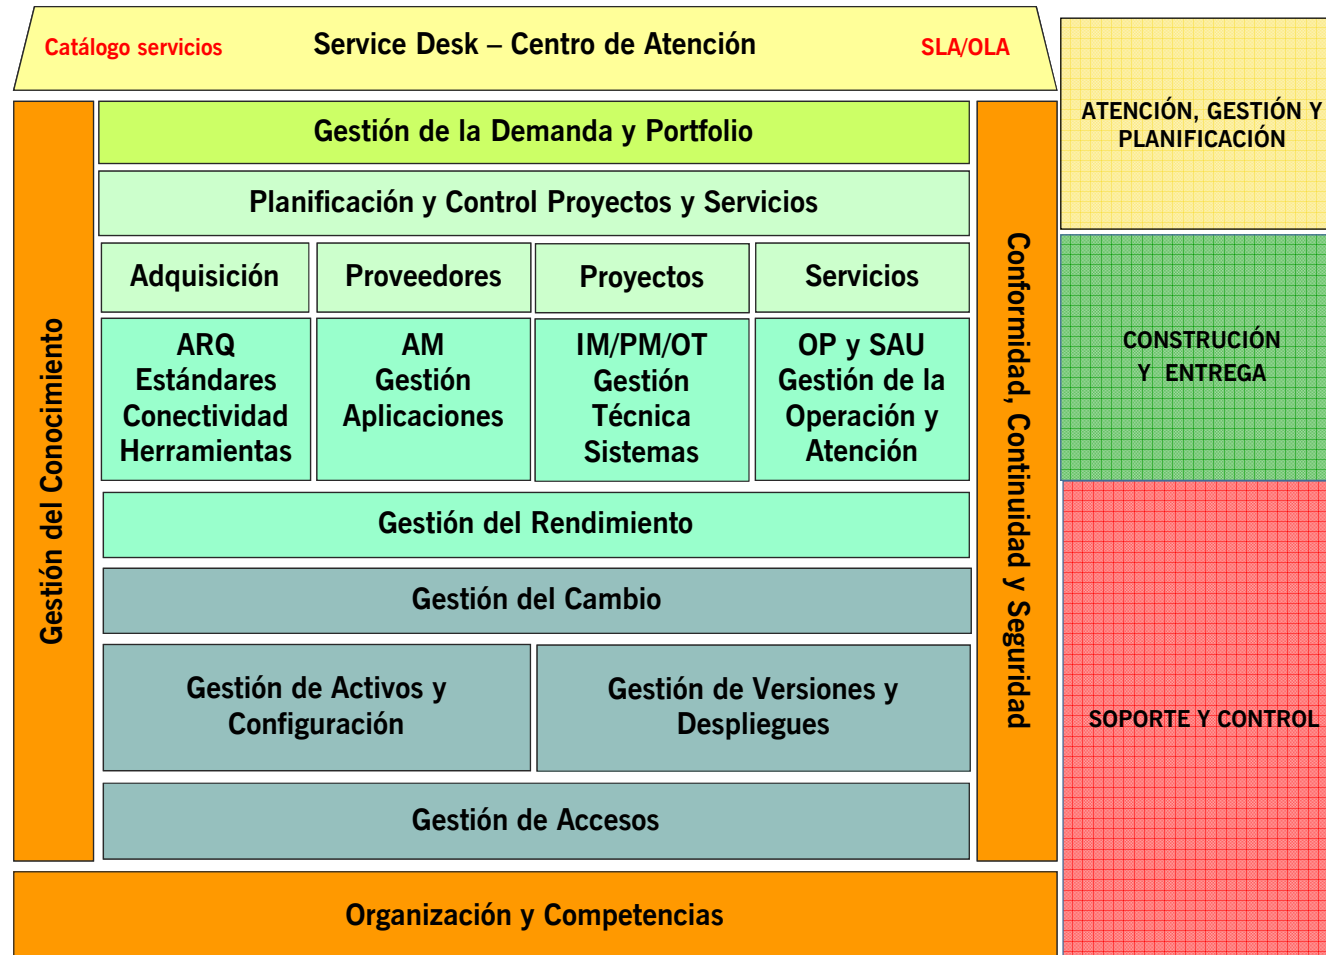 Catálogo servicios
Service Desk – Centro de Atención
SLA/OLA
Gestión de la Demanda y Portfolio
Planificación y Control Proyectos y Servicios
Adquisición
Proveedores
Proyectos
Servicios
ARQ
Estándares
Conectividad
Herramientas
AM
Gestión
Aplicaciones
IM/PM/OT
Gestión
Técnica
Sistemas
OP y SAU
Gestión de la
Operación y
Atención
Gestión del Rendimiento
Gestión del Cambio
Gestión de Activos y
Configuración
Gestión de Versiones y
Despliegues
Gestión de Accesos
Gestión del Conocimiento
Conformidad, Continuidad y Seguridad
Organización y Competencias
ATENCIÓN, GESTIÓN Y
PLANIFICACIÓN
CONSTRUCIÓN
Y ENTREGA
SOPORTE Y CONTROL